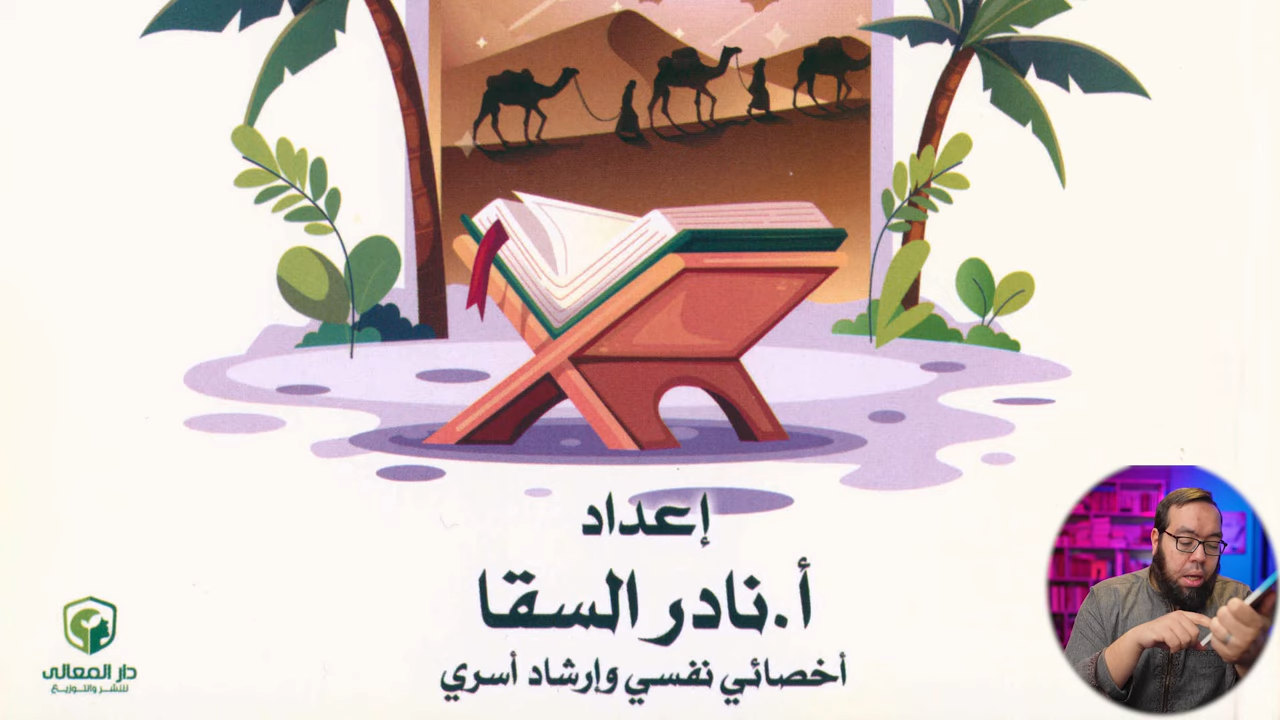 إعداد
أ.نادر السقا
أخصائي نفسي وإرشاد أسري
دار المعالي
للنشر والتوزيع